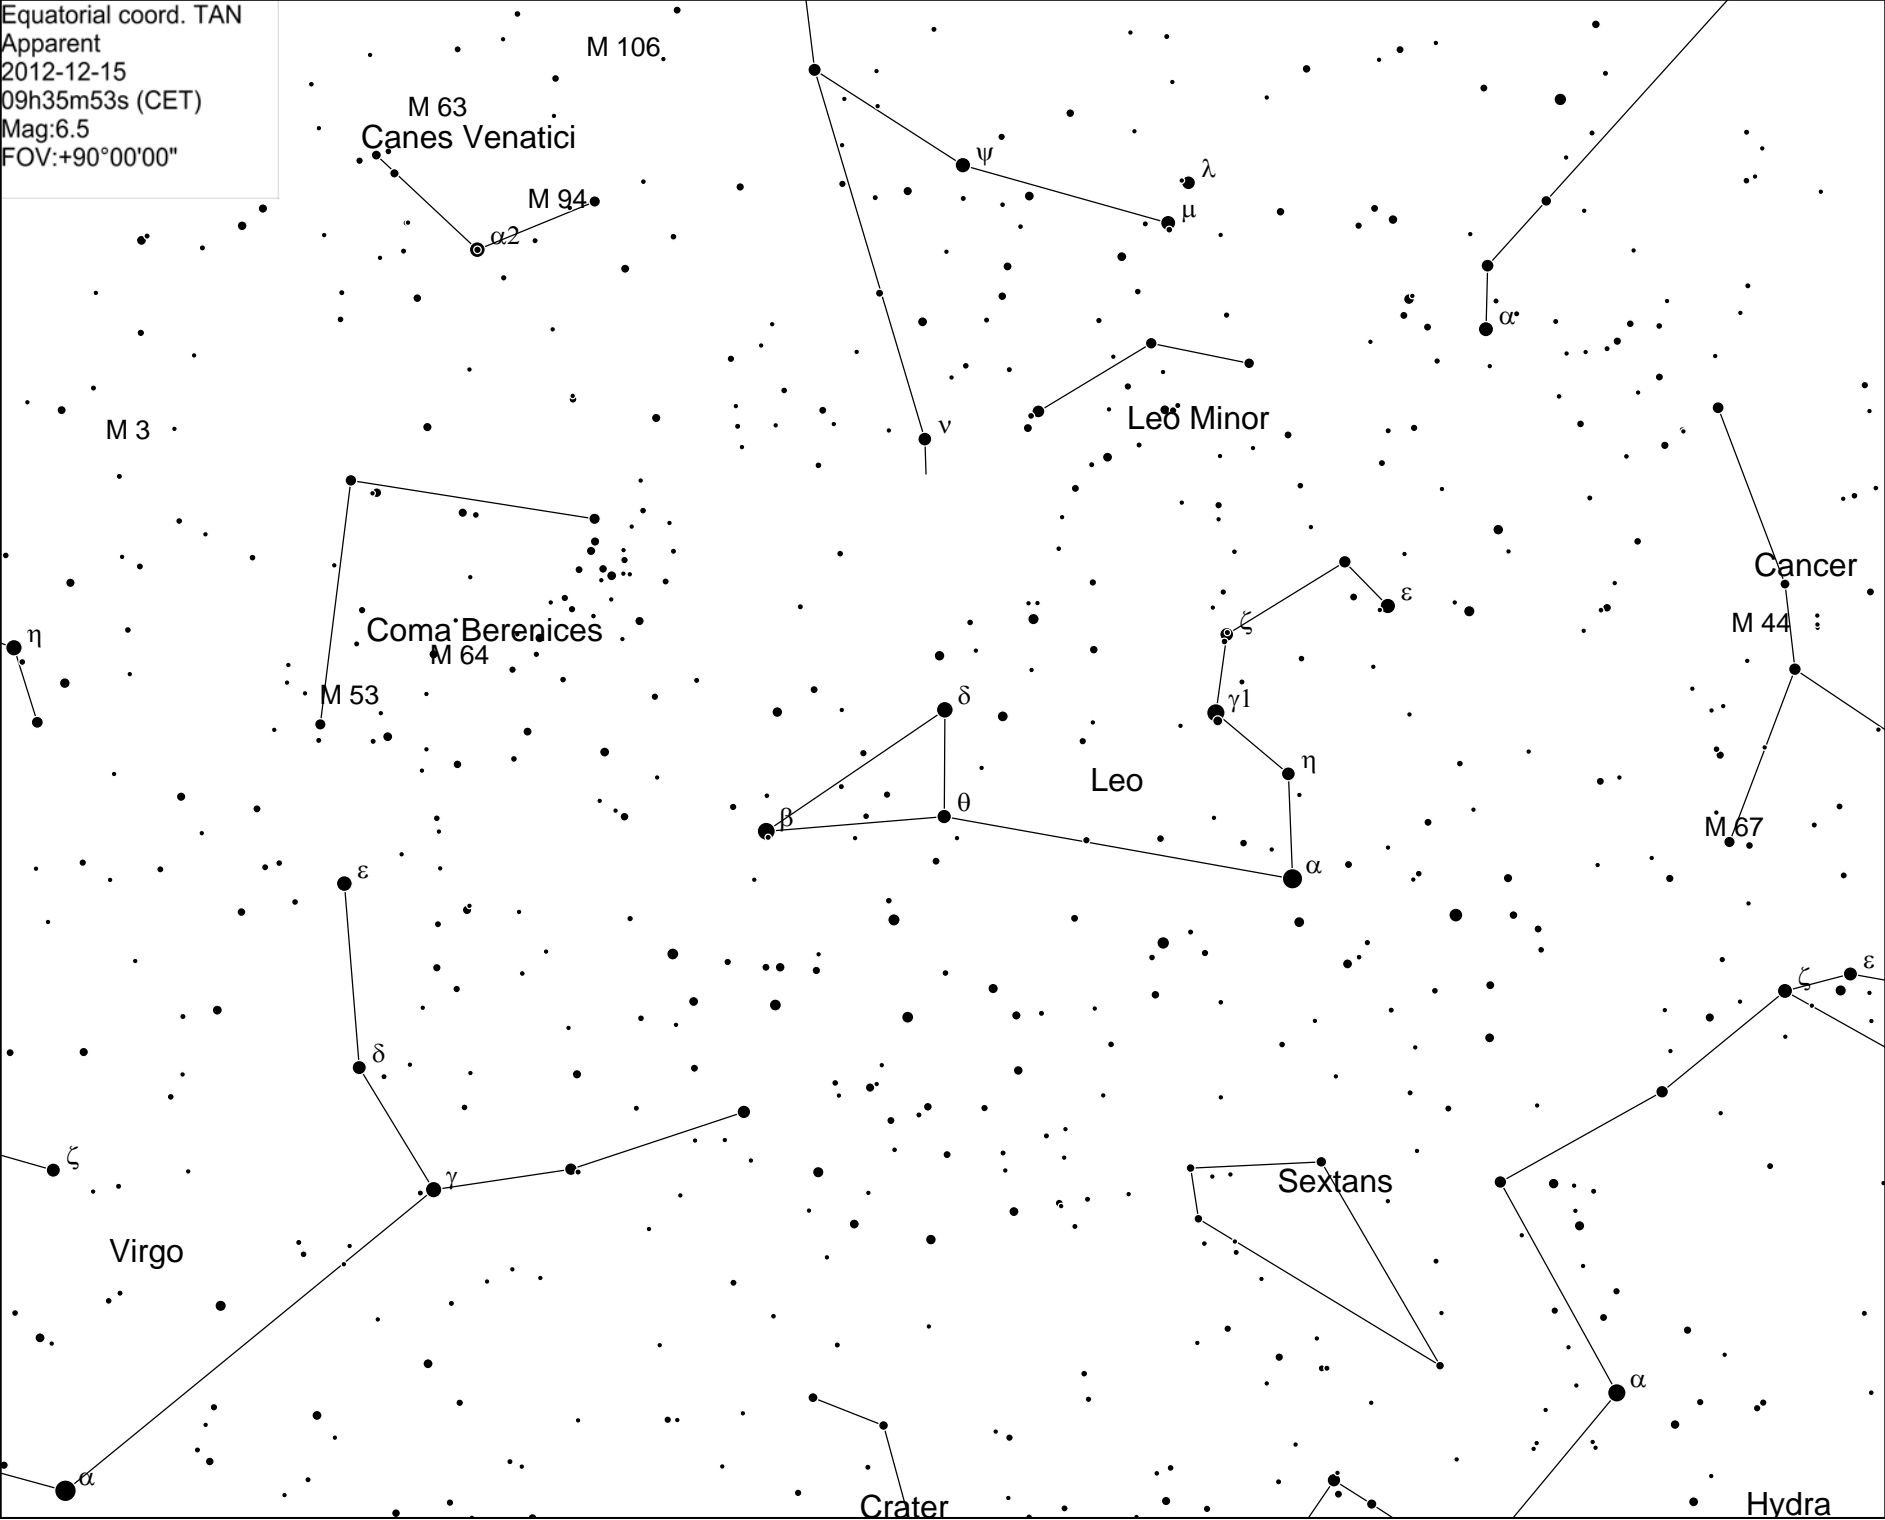 Equatorial coord. TAN
Apparent
2012-12-15
09h35m53s (CET)
Mag:6.5
FOV:+90°00'00"
M 106
M 63
Canes Venatici
ψ
λ
M 94
μ
α2
α
Leo Minor
ν
M 3
Cancer
ε
M 44
ζ
Coma Berenices
η
M 64
M 53
δ
γ1
η
Leo
θ
β
M 67
α
ε
ε
ζ
δ
ζ
γ
Sextans
Virgo
α
α
Crater
Hydra